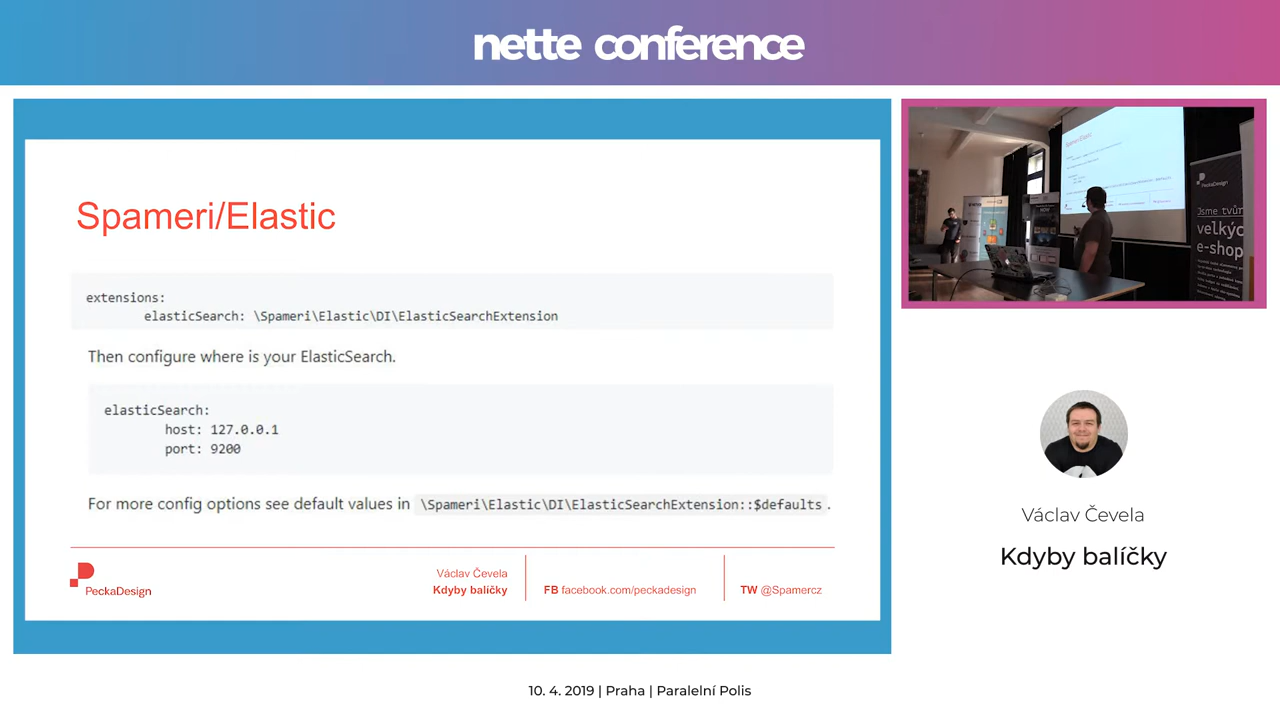 nette conference
Spameri/Elastic
extensions:
elasticSearch: \Spameri\Elastic\DI\ElasticSearchExtension
Then configure where is your ElasticSearch.
elasticSearch:
host: 127.0.0.1
port: 9200
For more config options see default values in \Spameri\Elastic\DI\ElasticSearchExtension::$defaults .
PeckaDesign
Václav Čevela
Kdyby balíčky
FB facebook.com/peckadesign
TW @Spamercz
Spameri/Elastic
PeckaDesign
Jsme tvůr
velkýc
e-shop
Václav Čevela
Kdyby balíčky
10. 4. 2019 | Praha | Paralelní Polis